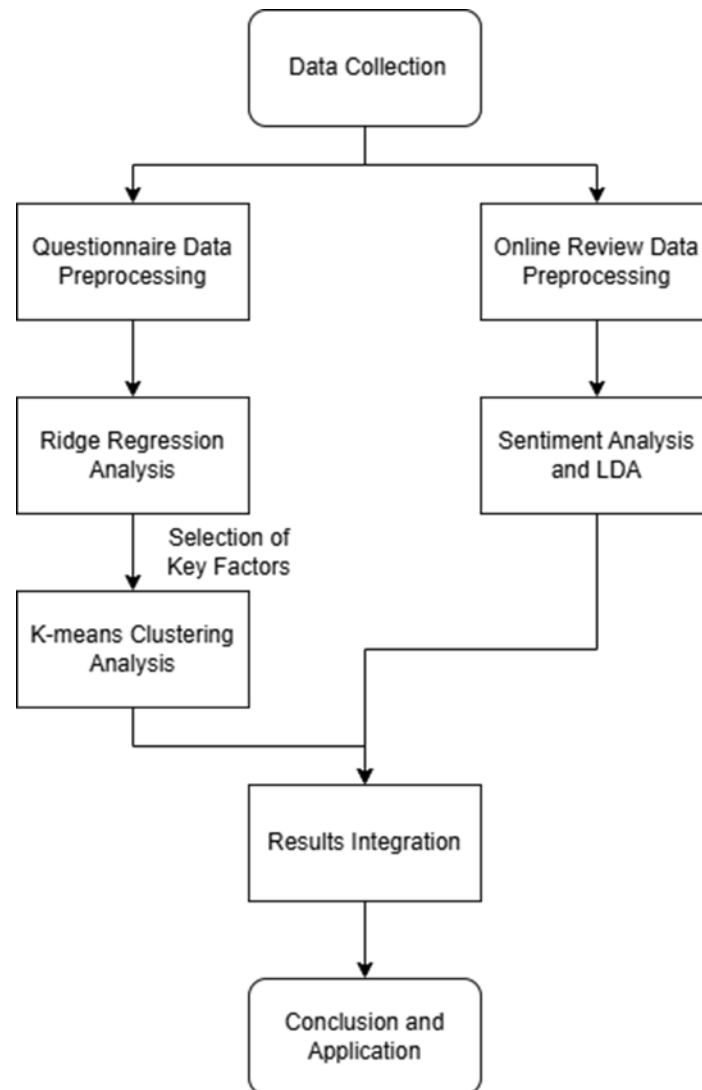 Data Collection
Questionnaire Data
Preprocessing
Online Review Data
Preprocessing
Ridge Regression
Analysis
Sentiment Analysis
and LDA
Selection of
Key Factors
K-means Clustering
Analysis
Results Integration
Conclusion and
Application